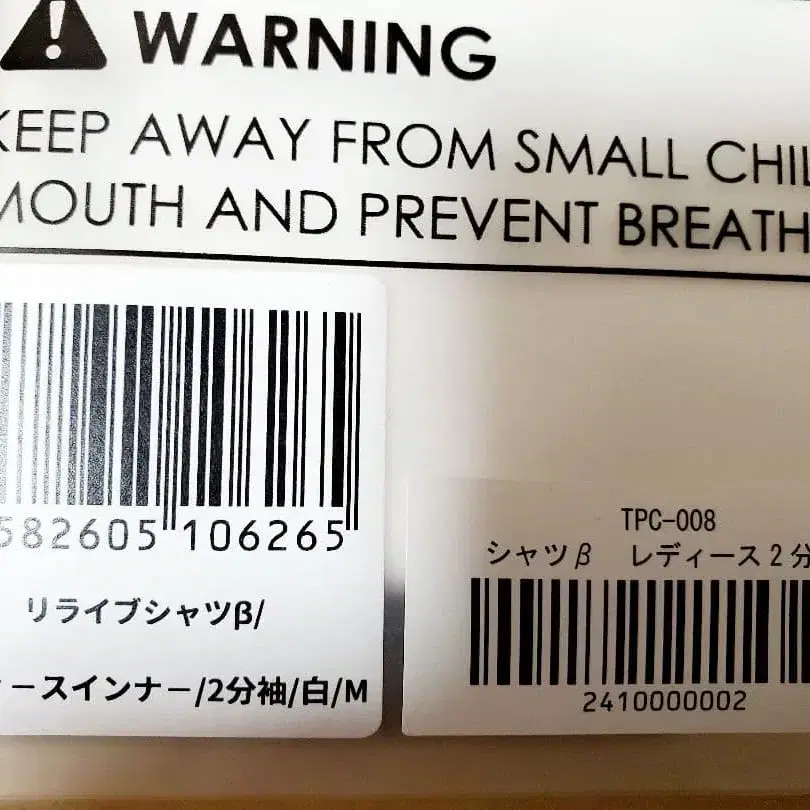 WARNING
KEEP AWAY FROM SMALL CHIL
MOUTH AND PREVENT BREATH
582605 106265
リライブシャツβ/
ィースインナー/2分袖/白/M
TPC-008
シャツβ レディース2分
2410000002